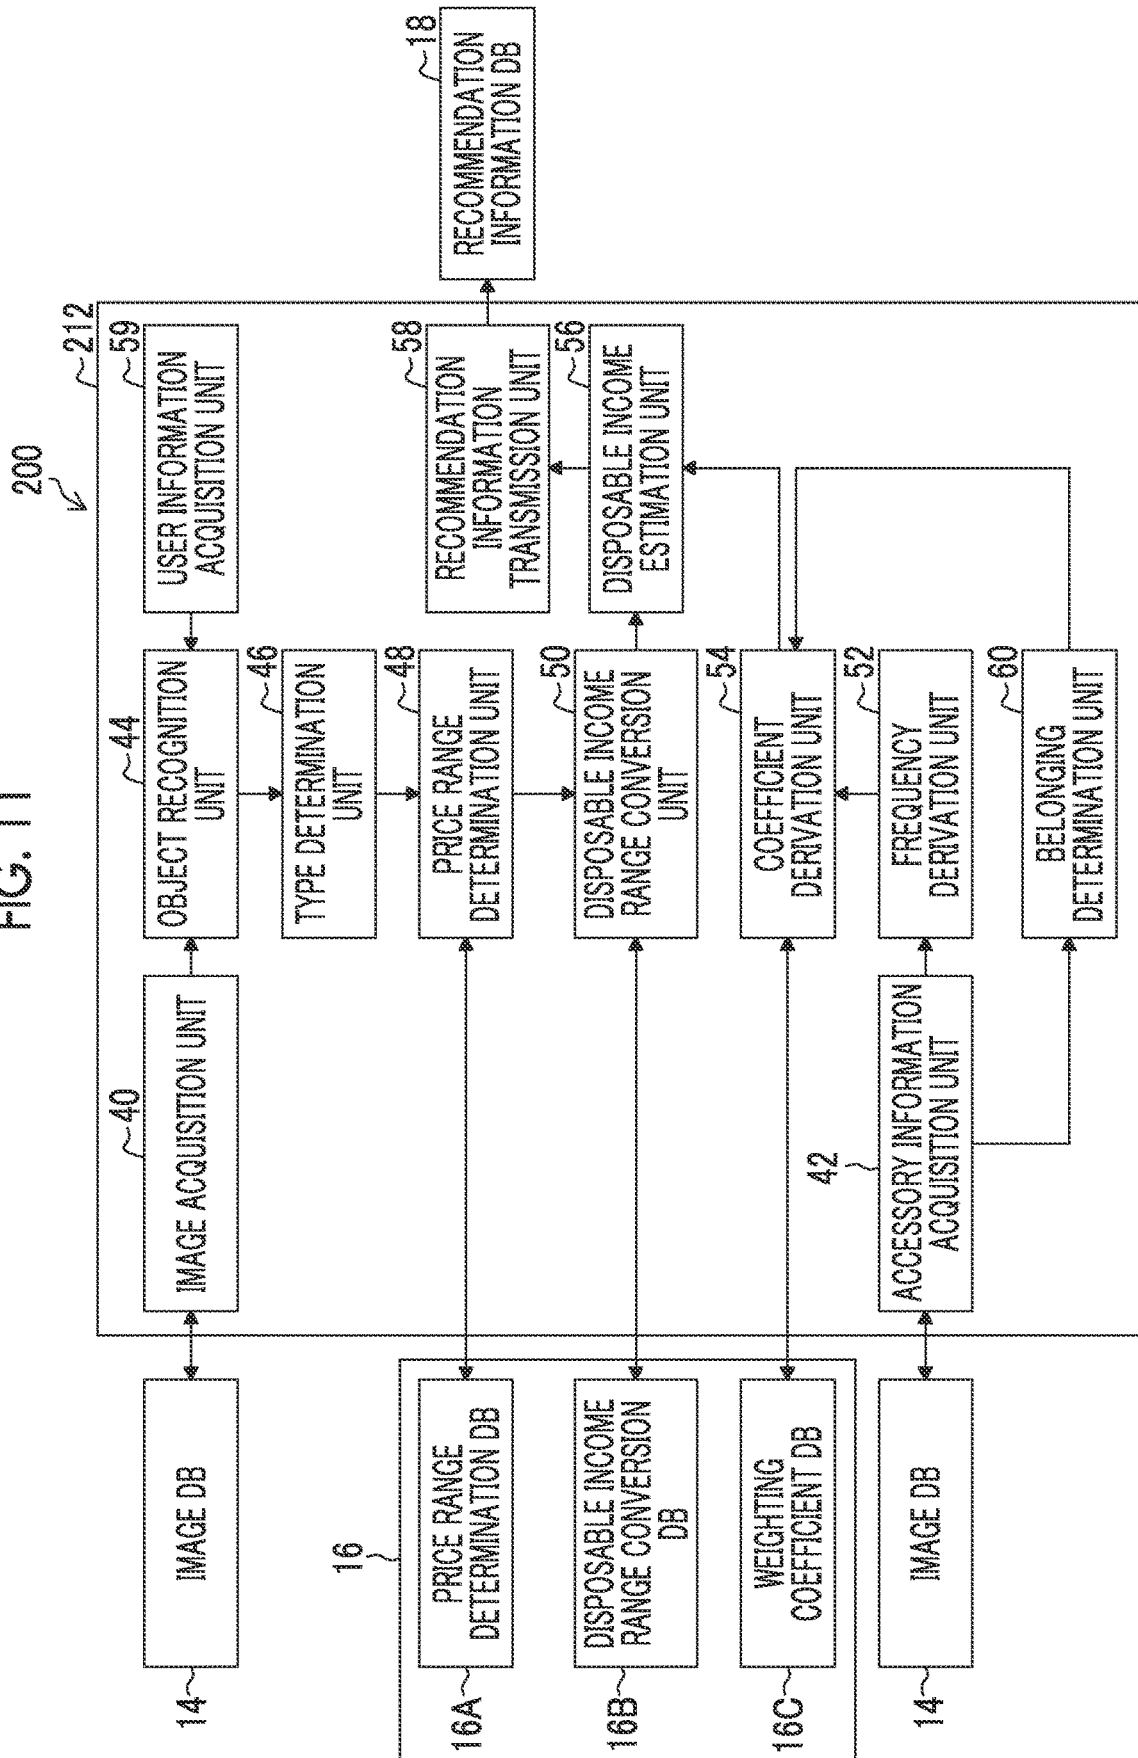 FIG. 11
200
212
14
IMAGE DB
40
IMAGE ACQUISITION UNIT
44
OBJECT RECOGNITION
UNIT
59
USER INFORMATION
ACQUISITION UNIT
46
TYPE DETERMINATION
UNIT
16
16A
PRICE RANGE
DETERMINATION DB
48
PRICE RANGE
DETERMINATION UNIT
58
RECOMMENDATION
INFORMATION
TRANSMISSION UNIT
18
RECOMMENDATION
INFORMATION DB
16B
DISPOSABLE INCOME
RANGE CONVERSION
DB
50
DISPOSABLE INCOME
RANGE CONVERSION
UNIT
56
DISPOSABLE INCOME
ESTIMATION UNIT
16C
WEIGHTING
COEFFICIENT DB
54
COEFFICIENT
DERIVATION UNIT
14
IMAGE DB
42
ACCESSORY INFORMATION
ACQUISITION UNIT
52
FREQUENCY
DERIVATION UNIT
60
BELONGING
DETERMINATION UNIT